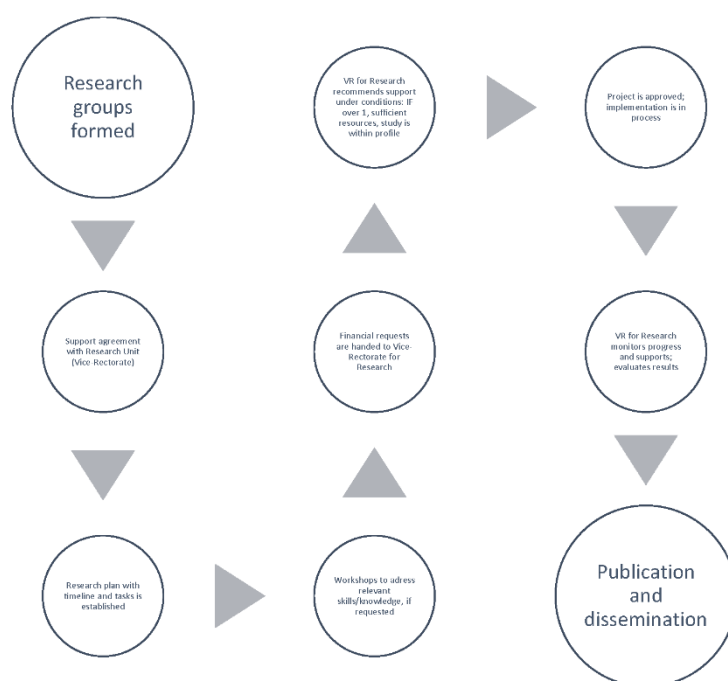 Research
groups
formed
Support agreement
with Research Unit
(Vice-Rectorate)
Research plan with
timeline and tasks is
established
Workshops to adress
relevant
skills/knowledge, if
requested
Financial requests
are handed to Vice-
Rectorate for
Research
VR for Research
recommends support
under conditions: IF
over 1, sufficient
resources, study is
within profile
Project is approved;
implementation is in
process
VR for Research
monitors progress
and supports;
evaluates results
Publication
and
dissemination